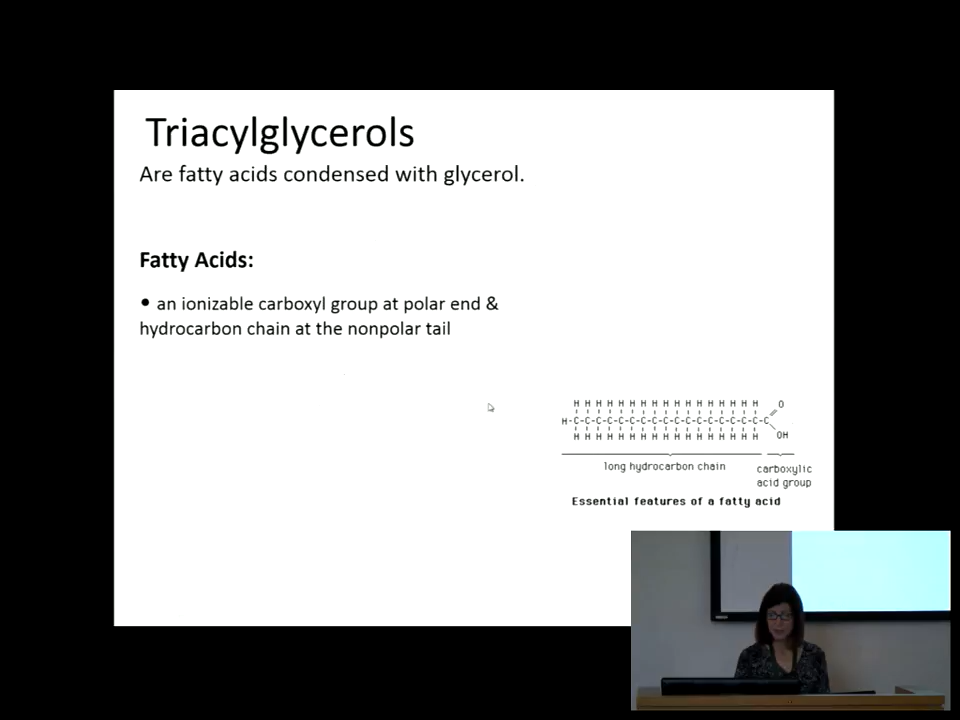 Triacylglycerols
Are fatty acids condensed with glycerol.
Fatty Acids:
• an ionizable carboxyl group at polar end &
hydrocarbon chain at the nonpolar tail
H H H H H H H H H H H H H H H H H O
H-C-C-C-C-C-C-C-C-C-C-C-C-C-C-C-C-C-C
H H H H H H H H H H H H H H H H H OH
long hydrocarbon chain
carboxylic
acid group
Essential features of a fatty acid